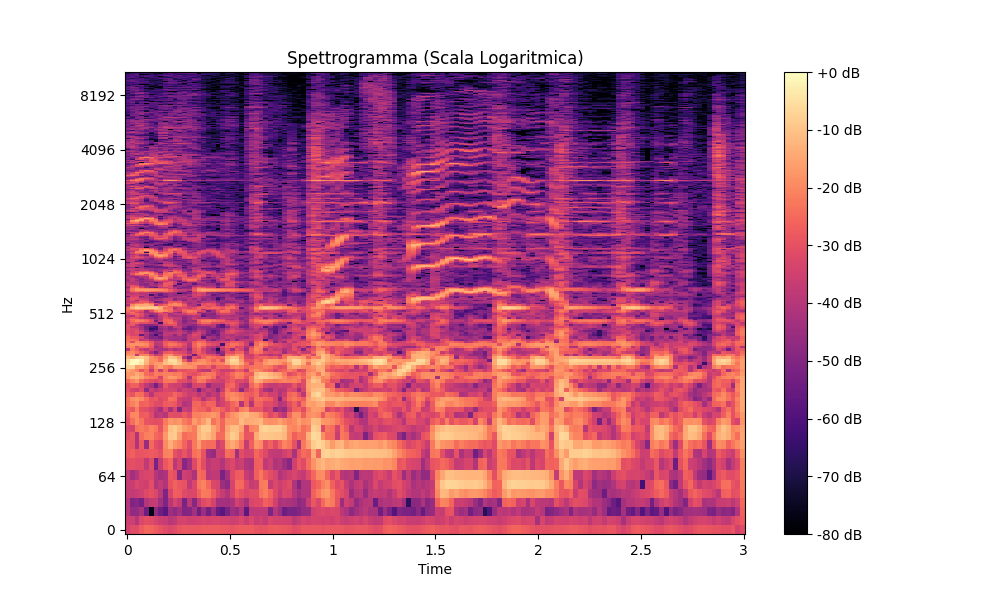 Spettrogramma (Scala Logaritmica)
Hz
8192
4096
2048
1024
512
256
128
64
0
0 0.5 1 1.5 2 2.5 3
Time
+0 dB
-10 dB
-20 dB
-30 dB
-40 dB
-50 dB
-60 dB
-70 dB
-80 dB